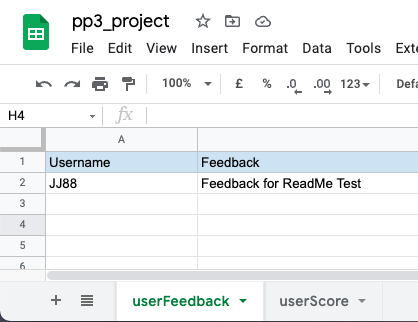 pp3_project
File Edit View Insert Format Data Tools Exte
100% £ % .0 .00 123 Defa
H4 fx
A
1 Username Feedback
2 JJ88 Feedback for ReadMe Test
3
4
5
6
+ userFeedback userScore